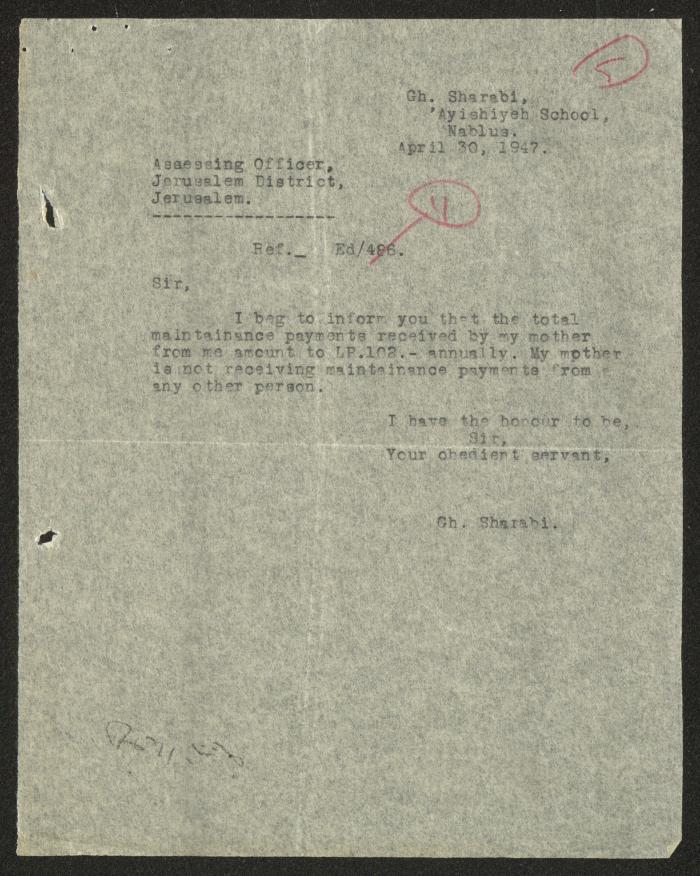 Gh. Sharabi,
'Ayishiyeh School,
Nablus.
April 30, 1947.
Assessing Officer,
Jerusalem District,
Jerusalem.
------------------
11
Ref._ Ed/496.
Sir,
I beg to inform you that the total
maintainance payments received by my mother
from me amount to LP.102.- annually. My mother
is not receiving maintainance payments from
any other person.
I have the honour to be,
Sir,
Your obedient servant,
Gh. Sharabi.